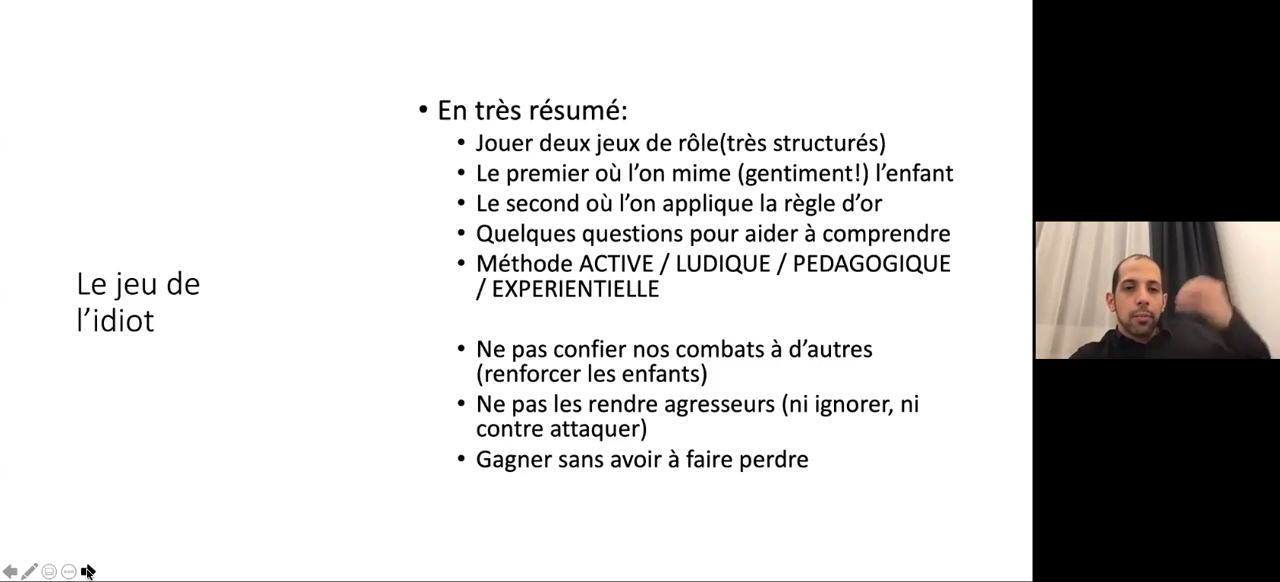 Le jeu de
l'idiot
• En très résumé:
• Jouer deux jeux de rôle(très structurés)
• Le premier où l'on mime (gentiment!) l'enfant
• Le second où l'on applique la règle d'or
• Quelques questions pour aider à comprendre
• Méthode ACTIVE / LUDIQUE / PEDAGOGIQUE
/ EXPERIENTIELLE
• Ne pas confier nos combats à d'autres
(renforcer les enfants)
• Ne pas les rendre agresseurs (ni ignorer, ni
contre attaquer)
• Gagner sans avoir à faire perdre